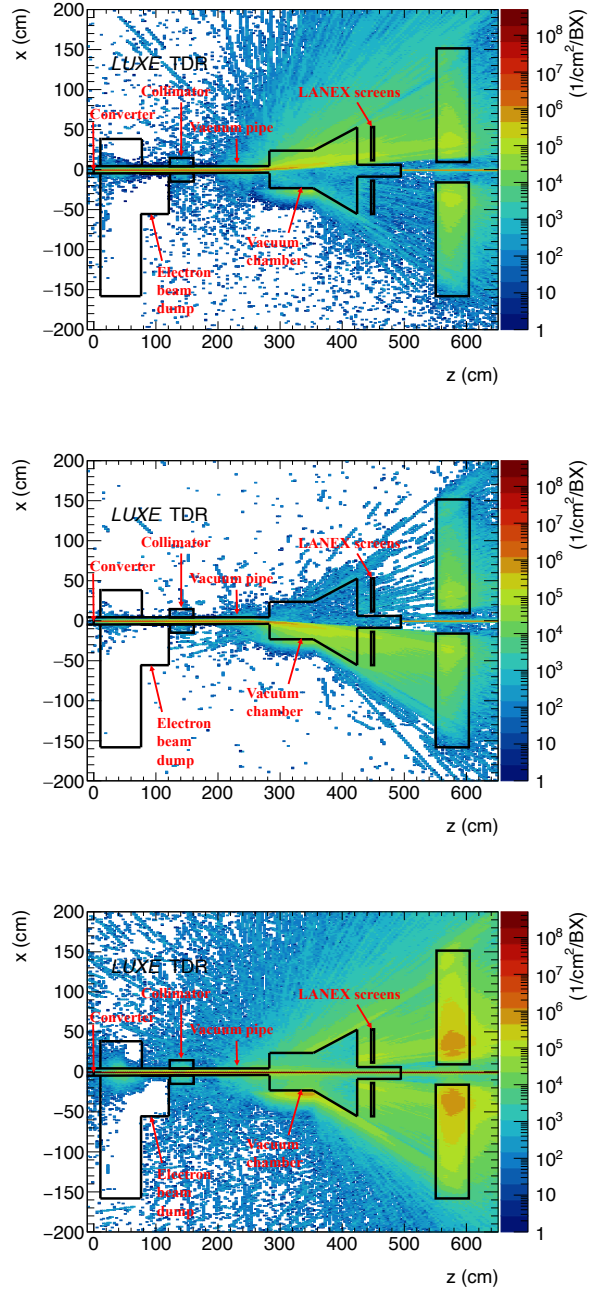 x (cm)
200
150
100
50
0
−50
−100
−150
−200
LUXE TDR
Collimator
Converter
Vacuum pipe
LANEX screens
Vacuum
chamber
Electron
beam
dump
0 100 200 300 400 500 600
z (cm)
10⁸
10⁷
10⁶
10⁵
10⁴
10³
10²
10
1
(1/cm²/BX)
x (cm)
200
150
100
50
0
−50
−100
−150
−200
LUXE TDR
Collimator
Converter
Vacuum pipe
LANEX screens
Vacuum
chamber
Electron
beam
dump
0 100 200 300 400 500 600
z (cm)
10⁸
10⁷
10⁶
10⁵
10⁴
10³
10²
10
1
(1/cm²/BX)
x (cm)
200
150
100
50
0
−50
−100
−150
−200
LUXE TDR
Collimator
Converter
Vacuum pipe
LANEX screens
Vacuum
chamber
Electron
beam
dump
0 100 200 300 400 500 600
z (cm)
10⁸
10⁷
10⁶
10⁵
10⁴
10³
10²
10
1
(1/cm²/BX)